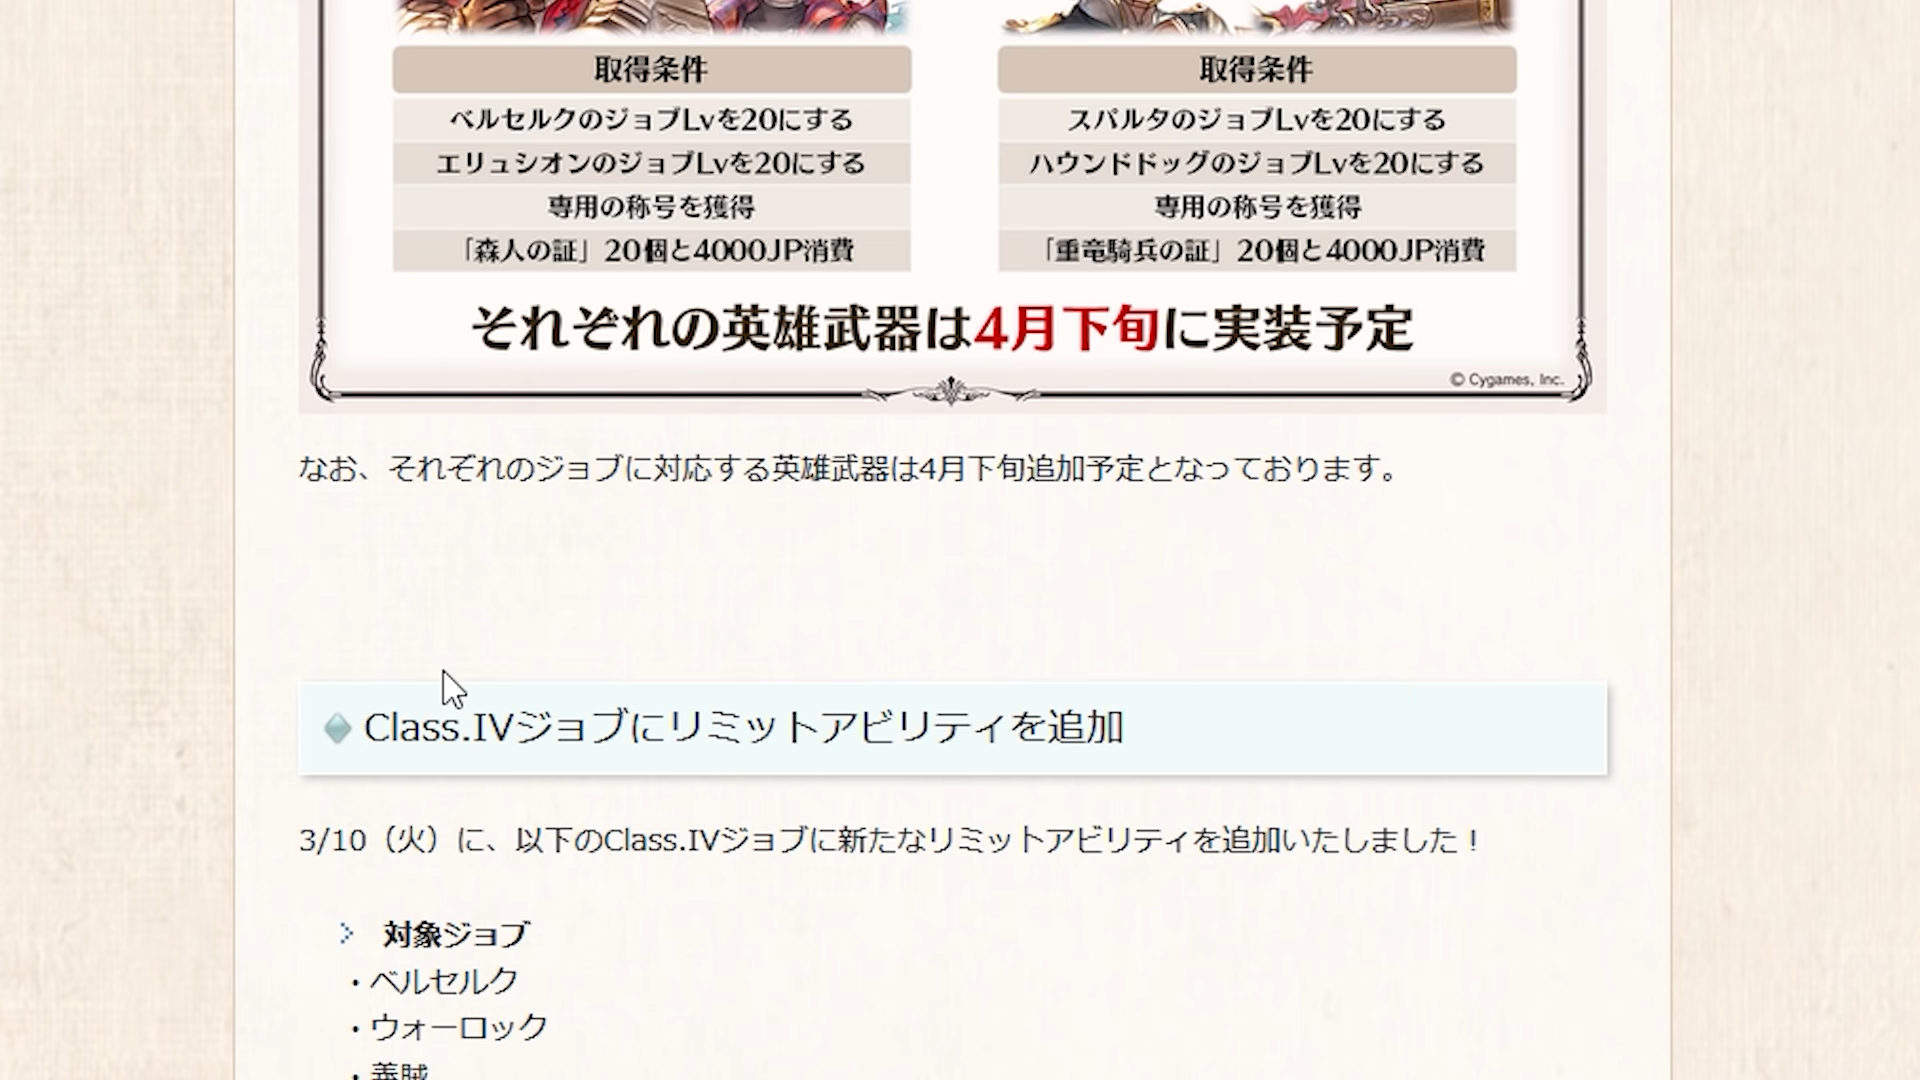 取得条件
ベルセルクのジョブLvを20にする
エリュシオンのジョブLvを20にする
専用の称号を獲得
「森人の証」20個と4000JP消費
取得条件
スパルタのジョブLvを20にする
ハウンドドッグのジョブLvを20にする
専用の称号を獲得
「重竜騎兵の証」20個と4000JP消費
それぞれの英雄武器は4月下旬に実装予定
© Cygames, Inc.
なお、それぞれのジョブに対応する英雄武器は4月下旬追加予定となっております。
Class.IVジョブにリミットアビリティを追加
3/10（火）に、以下のClass.IVジョブに新たなリミットアビリティを追加いたしました！
対象ジョブ
・ベルセルク
・ウォーロック
・義賊